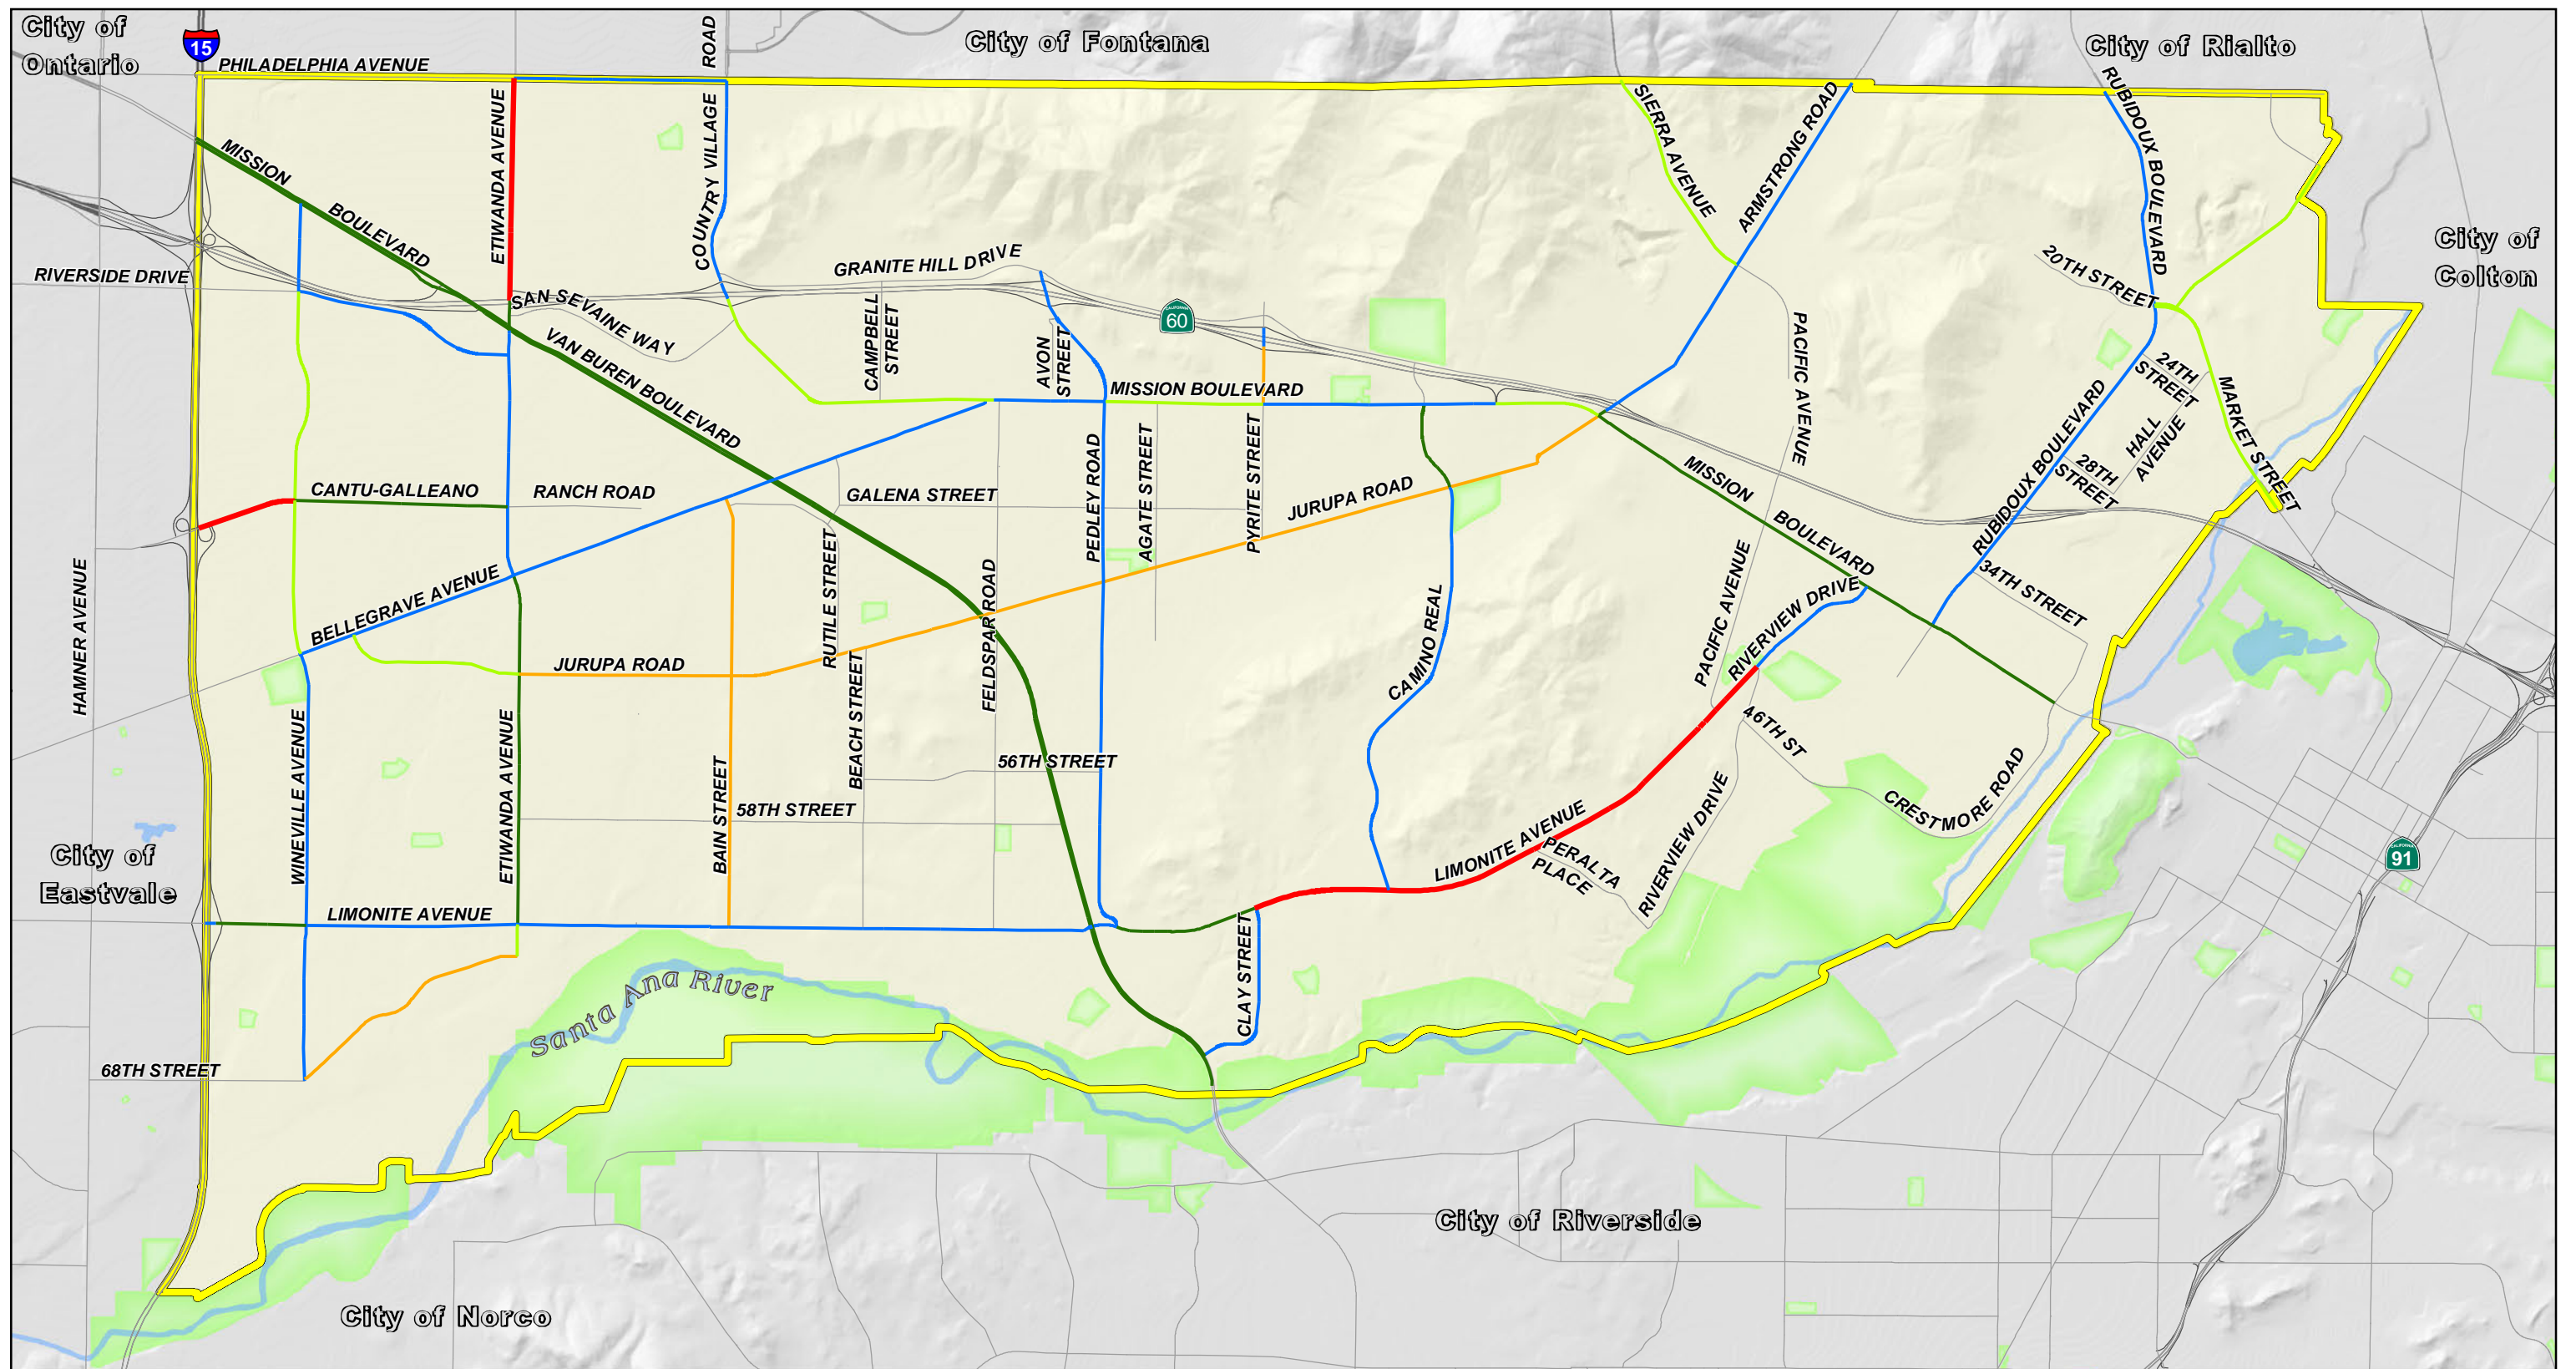 City of
Ontario
15
PHILADELPHIA AVENUE
ROAD
City of Fontana
City of Rialto
MISSION
BOULEVARD
ETIWANDA AVENUE
COUNTRY VILLAGE
SIERRA AVENUE
ARMSTRONG ROAD
RUBIDOUX BOULEVARD
City of
Colton
RIVERSIDE DRIVE
GRANITE HILL DRIVE
SAN SEVAINE WAY
VAN BUREN BOULEVARD
CAMPBELL
STREET
AVON
STREET
CALIFORNIA
60
MISSION BOULEVARD
PACIFIC AVENUE
20TH STREET
24TH
STREET
HALL
AVENUE
28TH
STREET
MARKET STREET
RUBIDOUX BOULEVARD
CANTU-GALLEANO
RANCH ROAD
GALENA STREET
PEDLEY ROAD
AGATE STREET
PYRITE STREET
JURUPA ROAD
MISSION
BOULEVARD
34TH STREET
HAMNER AVENUE
BELLEGRAVE AVENUE
RUTILE STREET
FELDSPAR ROAD
CAMINO REAL
PACIFIC AVENUE
RIVERVIEW DRIVE
JURUPA ROAD
WINEVILLE AVENUE
ETIWANDA AVENUE
BAIN STREET
BEACH STREET
56TH STREET
58TH STREET
46TH ST
CRESTMORE ROAD
RIVERVIEW DRIVE
LIMONITE AVENUE
PERALTA
PLACE
City of
Eastvale
CALIFORNIA
91
LIMONITE AVENUE
CLAY STREET
Santa Ana River
68TH STREET
City of Riverside
City of Norco